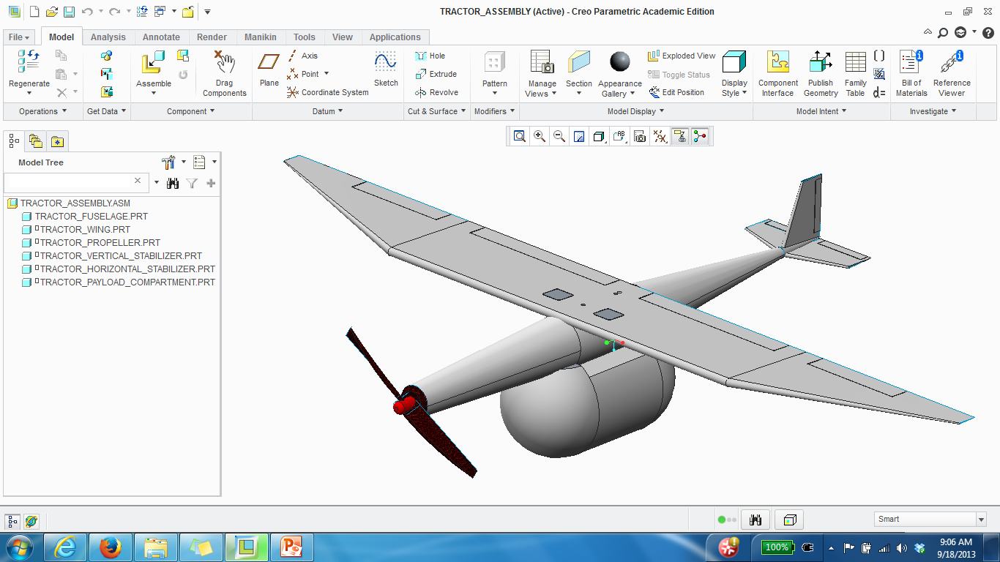 TRACTOR_ASSEMBLY (Active) - Creo Parametric Academic Edition
File Model Analysis Annotate Render Manikin Tools View Applications
Regenerate
Operations
Get Data
Assemble
Drag Components
Component
Plane
Axis
Point
Coordinate System
Sketch
Datum
Hole
Extrude
Revolve
Cut & Surface
Pattern
Modifiers
Manage Views
Section
Appearance Gallery
Exploded View
Toggle Status
Edit Position
Display Style
Model Display
Component Interface
Publish Geometry
Family Table
d=
Model Intent
Bill of Materials
Reference Viewer
Investigate
Model Tree
TRACTOR_ASSEMBLY.ASM
TRACTOR_FUSELAGE.PRT
TRACTOR_WING.PRT
TRACTOR_PROPELLER.PRT
TRACTOR_VERTICAL_STABILIZER.PRT
TRACTOR_HORIZONTAL_STABILIZER.PRT
TRACTOR_PAYLOAD_COMPARTMENT.PRT
Smart
100%
9:06 AM
9/18/2013